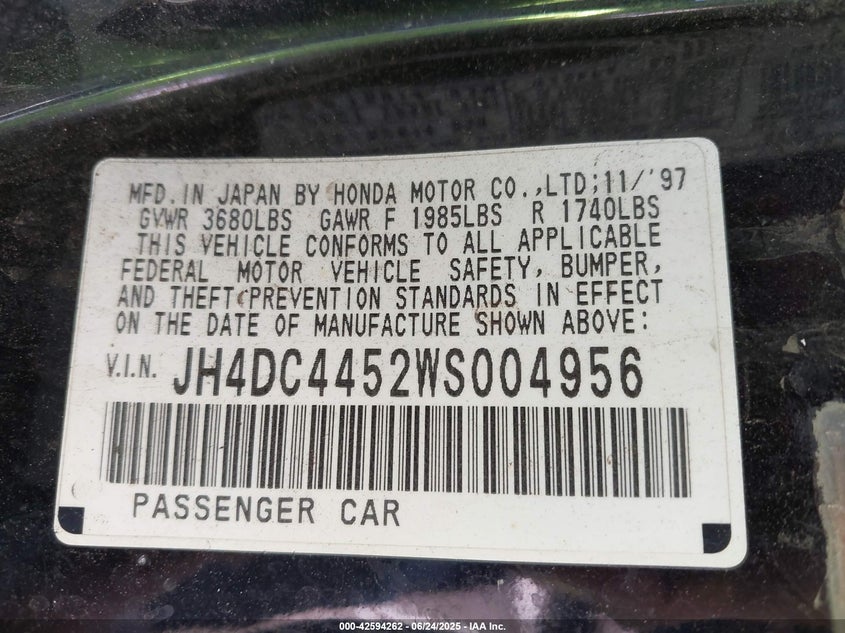 MFD. IN JAPAN BY HONDA MOTOR CO.,LTD;11/'97
GVWR 3680LBS GAWR F 1985LBS R 1740LBS
THIS VEHICLE CONFORMS TO ALL APPLICABLE
FEDERAL MOTOR VEHICLE SAFETY, BUMPER,
AND THEFT PREVENTION STANDARDS IN EFFECT
ON THE DATE OF MANUFACTURE SHOWN ABOVE:
V.I.N. JH4DC4452WS004956
PASSENGER CAR
000-42594262 - 06/24/2025 - IAA Inc.